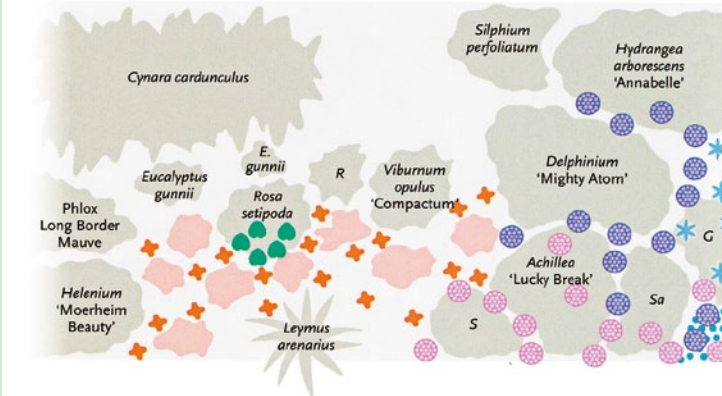 Silphium
perfoliatum
Hydrangea
arborescens
'Annabelle'
Cynara cardunculus
E.
gunnii
Eucalyptus
gunnii
R
Viburnum
opulus
'Compactum'
Delphinium
'Mighty Atom'
Rosa
setipoda
Phlox
Long Border
Mauve
G
Achillea
'Lucky Break'
Helenium
'Moerheim
Beauty'
Sa
S
Leymus
arenarius